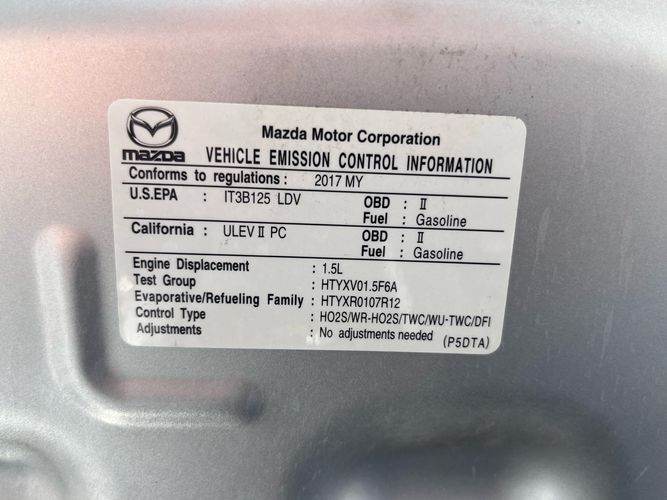 Mazda Motor Corporation
mazda VEHICLE EMISSION CONTROL INFORMATION
Conforms to regulations : 2017 MY
U.S.EPA : IT3B125 LDV OBD : II
Fuel : Gasoline
California : ULEV II PC OBD : II
Fuel : Gasoline
Engine Displacement : 1.5L
Test Group : HTYXV01.5F6A
Evaporative/Refueling Family : HTYXR0107R12
Control Type : HO2S/WR-HO2S/TWC/WU-TWC/DFI
Adjustments : No adjustments needed (P5DTA)